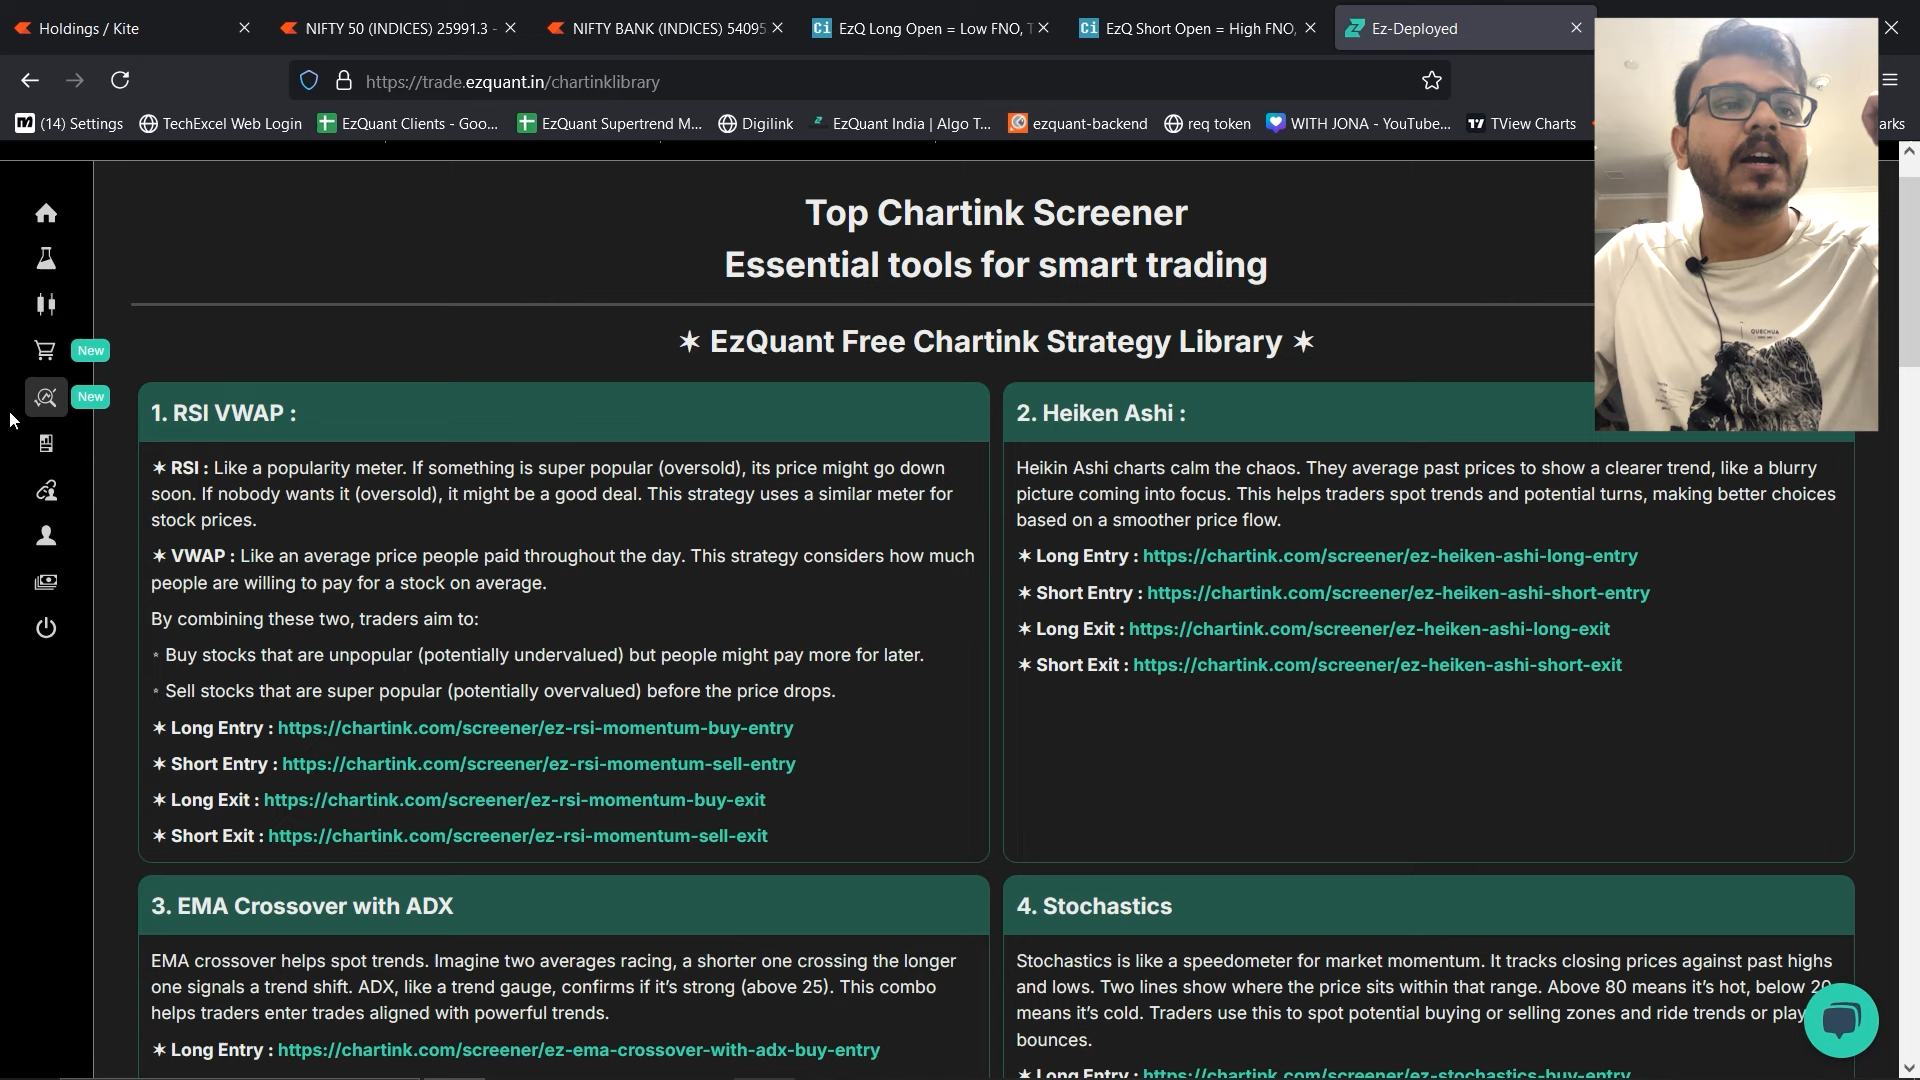 Holdings / Kite
NIFTY 50 (INDICES) 25991.3 -
NIFTY BANK (INDICES) 54095
Ci EzQ Long Open = Low FNO, T
Ci EzQ Short Open = High FNO,
Ez-Deployed
https://trade.ezquant.in/chartinklibrary
(14) Settings
TechExcel Web Login
EzQuant Clients - Goo...
EzQuant Supertrend M...
Digilink
EzQuant India | Algo T...
ezquant-backend
req token
WITH JONA - YouTube...
TView Charts
arks
Top Chartink Screener
Essential tools for smart trading
✶ EzQuant Free Chartink Strategy Library ✶
New
New
1. RSI VWAP :
✶ RSI : Like a popularity meter. If something is super popular (oversold), its price might go down
soon. If nobody wants it (oversold), it might be a good deal. This strategy uses a similar meter for
stock prices.
✶ VWAP : Like an average price people paid throughout the day. This strategy considers how much
people are willing to pay for a stock on average.
By combining these two, traders aim to:
* Buy stocks that are unpopular (potentially undervalued) but people might pay more for later.
* Sell stocks that are super popular (potentially overvalued) before the price drops.
✶ Long Entry : https://chartink.com/screener/ez-rsi-momentum-buy-entry
✶ Short Entry : https://chartink.com/screener/ez-rsi-momentum-sell-entry
✶ Long Exit : https://chartink.com/screener/ez-rsi-momentum-buy-exit
✶ Short Exit : https://chartink.com/screener/ez-rsi-momentum-sell-exit
2. Heiken Ashi :
Heikin Ashi charts calm the chaos. They average past prices to show a clearer trend, like a blurry
picture coming into focus. This helps traders spot trends and potential turns, making better choices
based on a smoother price flow.
✶ Long Entry : https://chartink.com/screener/ez-heiken-ashi-long-entry
✶ Short Entry : https://chartink.com/screener/ez-heiken-ashi-short-entry
✶ Long Exit : https://chartink.com/screener/ez-heiken-ashi-long-exit
✶ Short Exit : https://chartink.com/screener/ez-heiken-ashi-short-exit
3. EMA Crossover with ADX
EMA crossover helps spot trends. Imagine two averages racing, a shorter one crossing the longer
one signals a trend shift. ADX, like a trend gauge, confirms if it's strong (above 25). This combo
helps traders enter trades aligned with powerful trends.
✶ Long Entry : https://chartink.com/screener/ez-ema-crossover-with-adx-buy-entry
4. Stochastics
Stochastics is like a speedometer for market momentum. It tracks closing prices against past highs
and lows. Two lines show where the price sits within that range. Above 80 means it's hot, below 20
means it's cold. Traders use this to spot potential buying or selling zones and ride trends or play
bounces.
✶ Long Entry : https://chartink.com/screener/ez-stochastics-buy-entry
QUECHUA